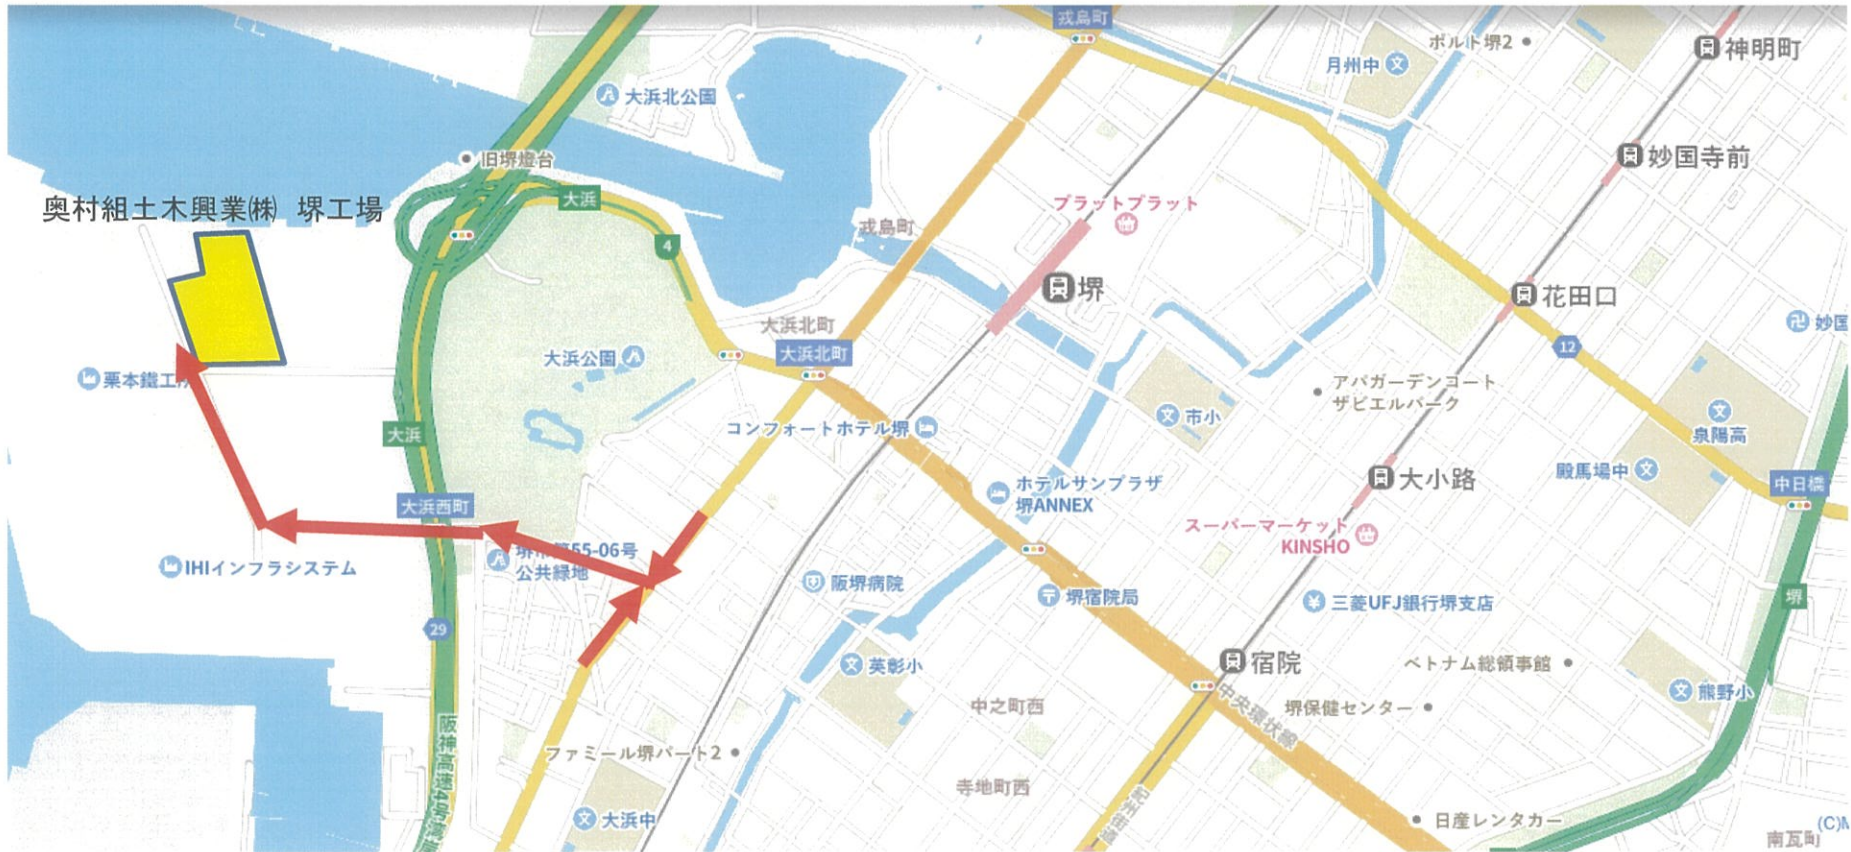 戎島町
ポルト堺2
神明町
月州中
大浜北公園
旧堺燈台
妙国寺前
奥村組土木興業㈱ 堺工場
大浜
プラットプラット
戎島町
4
堺
花田口
大浜北町
大浜北町
妙国
12
大浜公園
栗本鐵工
アパガーデンコート
ザビエルパーク
市小
泉陽高
コンフォートホテル堺
大浜
殿馬場中
大小路
中田橋
ホテルサンプラザ
堺ANNEX
大浜西町
スーパーマーケット
KINSHO
55-06号
公共緑地
IHIインフラシステム
阪堺病院
堺宿院局
三菱UFJ銀行堺支店
堺
29
英彰小
宿院
ベトナム総領事館
熊野小
中之町西
中央環状線
堺保健センター
阪神高速4号
ファミール堺パート2
寺地町西
紀州街道
大浜中
日産レンタカー
(C)M
南瓦町